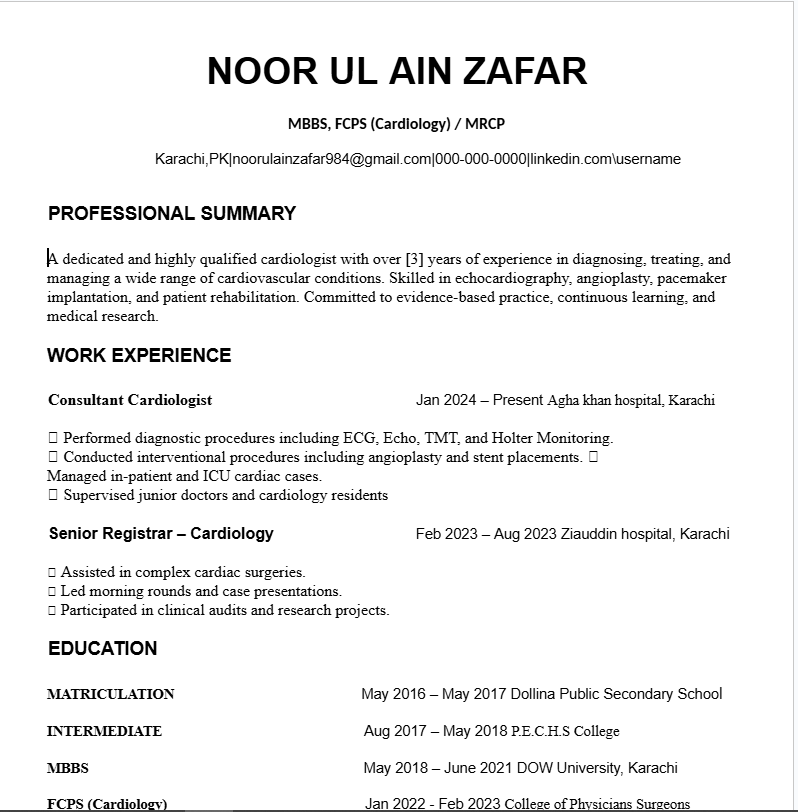 NOOR UL AIN ZAFAR
MBBS, FCPS (Cardiology) / MRCP
Karachi,PK|noorulainzafar984@gmail.com|000-000-0000|linkedin.com\username
PROFESSIONAL SUMMARY
A dedicated and highly qualified cardiologist with over [3] years of experience in diagnosing, treating, and
managing a wide range of cardiovascular conditions. Skilled in echocardiography, angioplasty, pacemaker
implantation, and patient rehabilitation. Committed to evidence-based practice, continuous learning, and
medical research.
WORK EXPERIENCE
Consultant Cardiologist Jan 2024 – Present Agha khan hospital, Karachi
 Performed diagnostic procedures including ECG, Echo, TMT, and Holter Monitoring.
 Conducted interventional procedures including angioplasty and stent placements. 
Managed in-patient and ICU cardiac cases.
 Supervised junior doctors and cardiology residents
Senior Registrar – Cardiology Feb 2023 – Aug 2023 Ziauddin hospital, Karachi
 Assisted in complex cardiac surgeries.
 Led morning rounds and case presentations.
 Participated in clinical audits and research projects.
EDUCATION
MATRICULATION May 2016 – May 2017 Dollina Public Secondary School
INTERMEDIATE Aug 2017 – May 2018 P.E.C.H.S College
MBBS May 2018 – June 2021 DOW University, Karachi
FCPS (Cardiology) Jan 2022 - Feb 2023 College of Physicians Surgeons